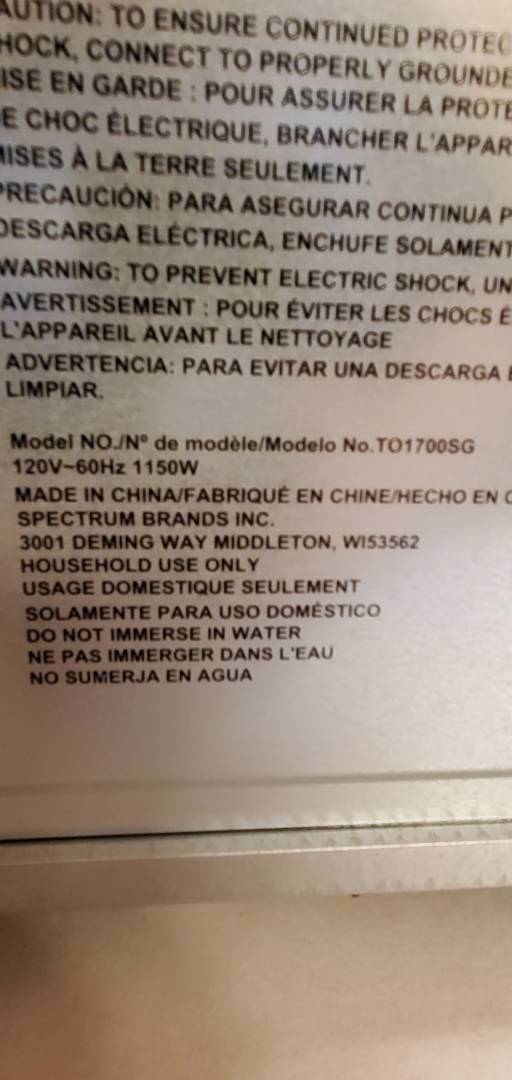 AUTION: TO ENSURE CONTINUED PROTEC
HOCK, CONNECT TO PROPERLY GROUNDE
ISE EN GARDE : POUR ASSURER LA PROTE
E CHOC ÉLECTRIQUE, BRANCHER L'APPAR
MISES À LA TERRE SEULEMENT.
PRECAUCIÓN: PARA ASEGURAR CONTINUA P
DESCARGA ELÉCTRICA, ENCHUFE SOLAMENT
WARNING: TO PREVENT ELECTRIC SHOCK, UN
AVERTISSEMENT : POUR ÉVITER LES CHOCS É
L'APPAREIL AVANT LE NETTOYAGE
ADVERTENCIA: PARA EVITAR UNA DESCARGA E
LIMPIAR.
Model NO./N° de modèle/Modelo No.TO1700SG
120V~60Hz 1150W
MADE IN CHINA/FABRIQUÉ EN CHINE/HECHO EN C
SPECTRUM BRANDS INC.
3001 DEMING WAY MIDDLETON, WI53562
HOUSEHOLD USE ONLY
USAGE DOMESTIQUE SEULEMENT
SOLAMENTE PARA USO DOMÉSTICO
DO NOT IMMERSE IN WATER
NE PAS IMMERGER DANS L'EAU
NO SUMERJA EN AGUA